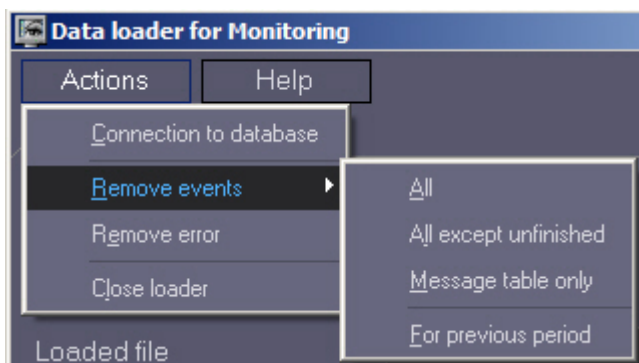 Data loader for Monitoring
Actions Help
Connection to database
Remove events
Remove error
Close loader
All
All except unfinished
Message table only
For previous period
Loaded file